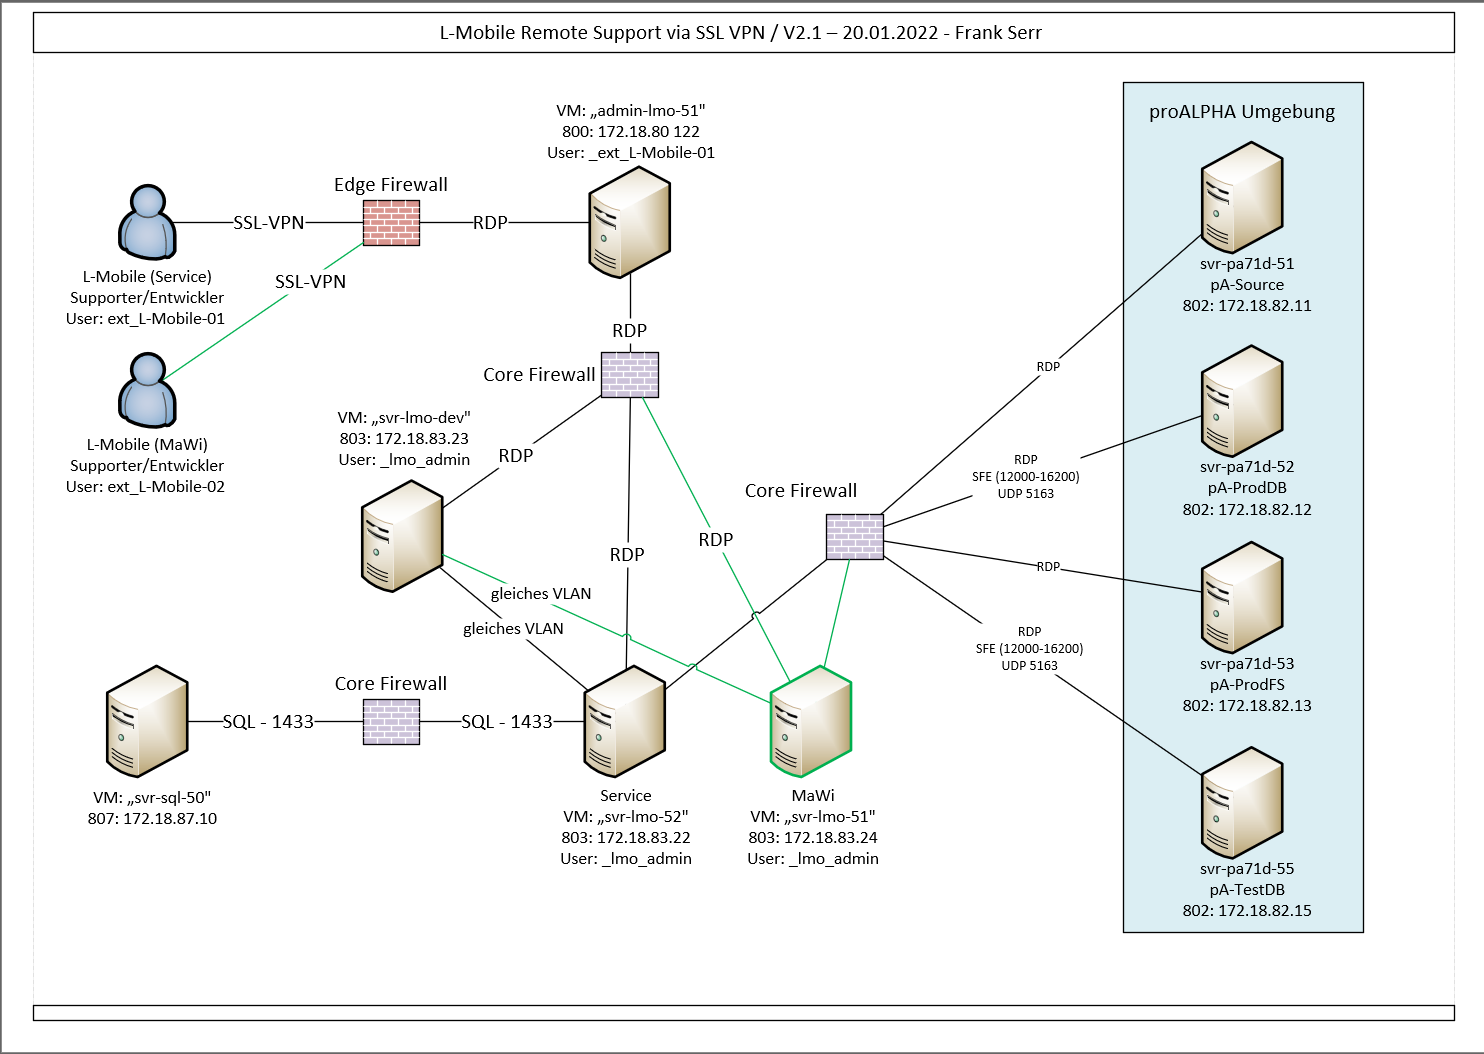 L-Mobile Remote Support via SSL VPN / V2.1 – 20.01.2022 - Frank Serr
VM: „admin-lmo-51"
800: 172.18.80 122
User: _ext_L-Mobile-01
proALPHA Umgebung
Edge Firewall
SSL-VPN
RDP
L-Mobile (Service)
Supporter/Entwickler
User: ext_L-Mobile-01
SSL-VPN
svr-pa71d-51
pA-Source
802: 172.18.82.11
RDP
Core Firewall
RDP
L-Mobile (MaWi)
Supporter/Entwickler
User: ext_L-Mobile-02
VM: „svr-lmo-dev"
803: 172.18.83.23
User: _lmo_admin
RDP
RDP
SFE (12000-16200)
UDP 5163
svr-pa71d-52
pA-ProdDB
802: 172.18.82.12
Core Firewall
RDP
RDP
RDP
gleiches VLAN
gleiches VLAN
RDP
SFE (12000-16200)
UDP 5163
svr-pa71d-53
pA-ProdFS
802: 172.18.82.13
Core Firewall
SQL - 1433
SQL - 1433
VM: „svr-sql-50"
807: 172.18.87.10
Service
VM: „svr-lmo-52"
803: 172.18.83.22
User: _lmo_admin
MaWi
VM: „svr-lmo-51"
803: 172.18.83.24
User: _lmo_admin
svr-pa71d-55
pA-TestDB
802: 172.18.82.15